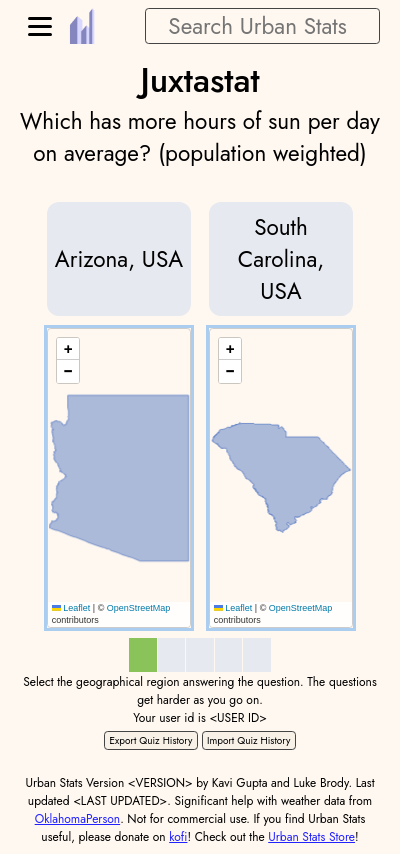 Search Urban Stats
Juxtastat
Which has more hours of sun per day
on average? (population weighted)
Arizona, USA
South
Carolina,
USA
+
−
+
−
Leaflet | © OpenStreetMap
contributors
Leaflet | © OpenStreetMap
contributors
Select the geographical region answering the question. The questions
get harder as you go on.
Your user id is <USER ID>
Export Quiz History
Import Quiz History
Urban Stats Version <VERSION> by Kavi Gupta and Luke Brody. Last
updated <LAST UPDATED>. Significant help with weather data from
OklahomaPerson. Not for commercial use. If you find Urban Stats
useful, please donate on kofi! Check out the Urban Stats Store!